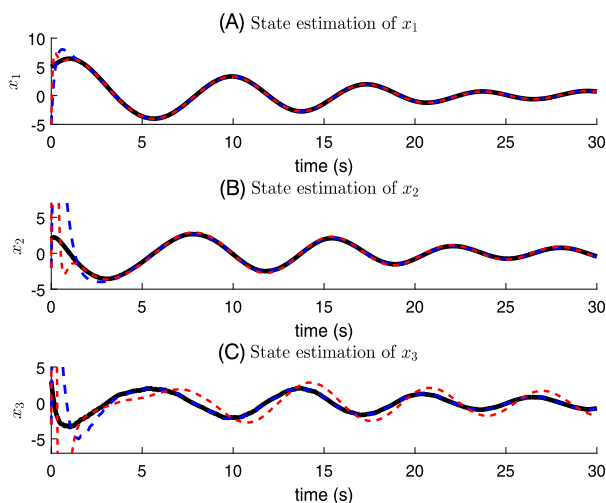 (A) State estimation of x₁
10
5
0
-5
x₁
0 5 10 15 20 25 30
time (s)
(B) State estimation of x₂
5
0
-5
x₂
0 5 10 15 20 25 30
time (s)
(C) State estimation of x₃
5
0
-5
x₃
0 5 10 15 20 25 30
time (s)